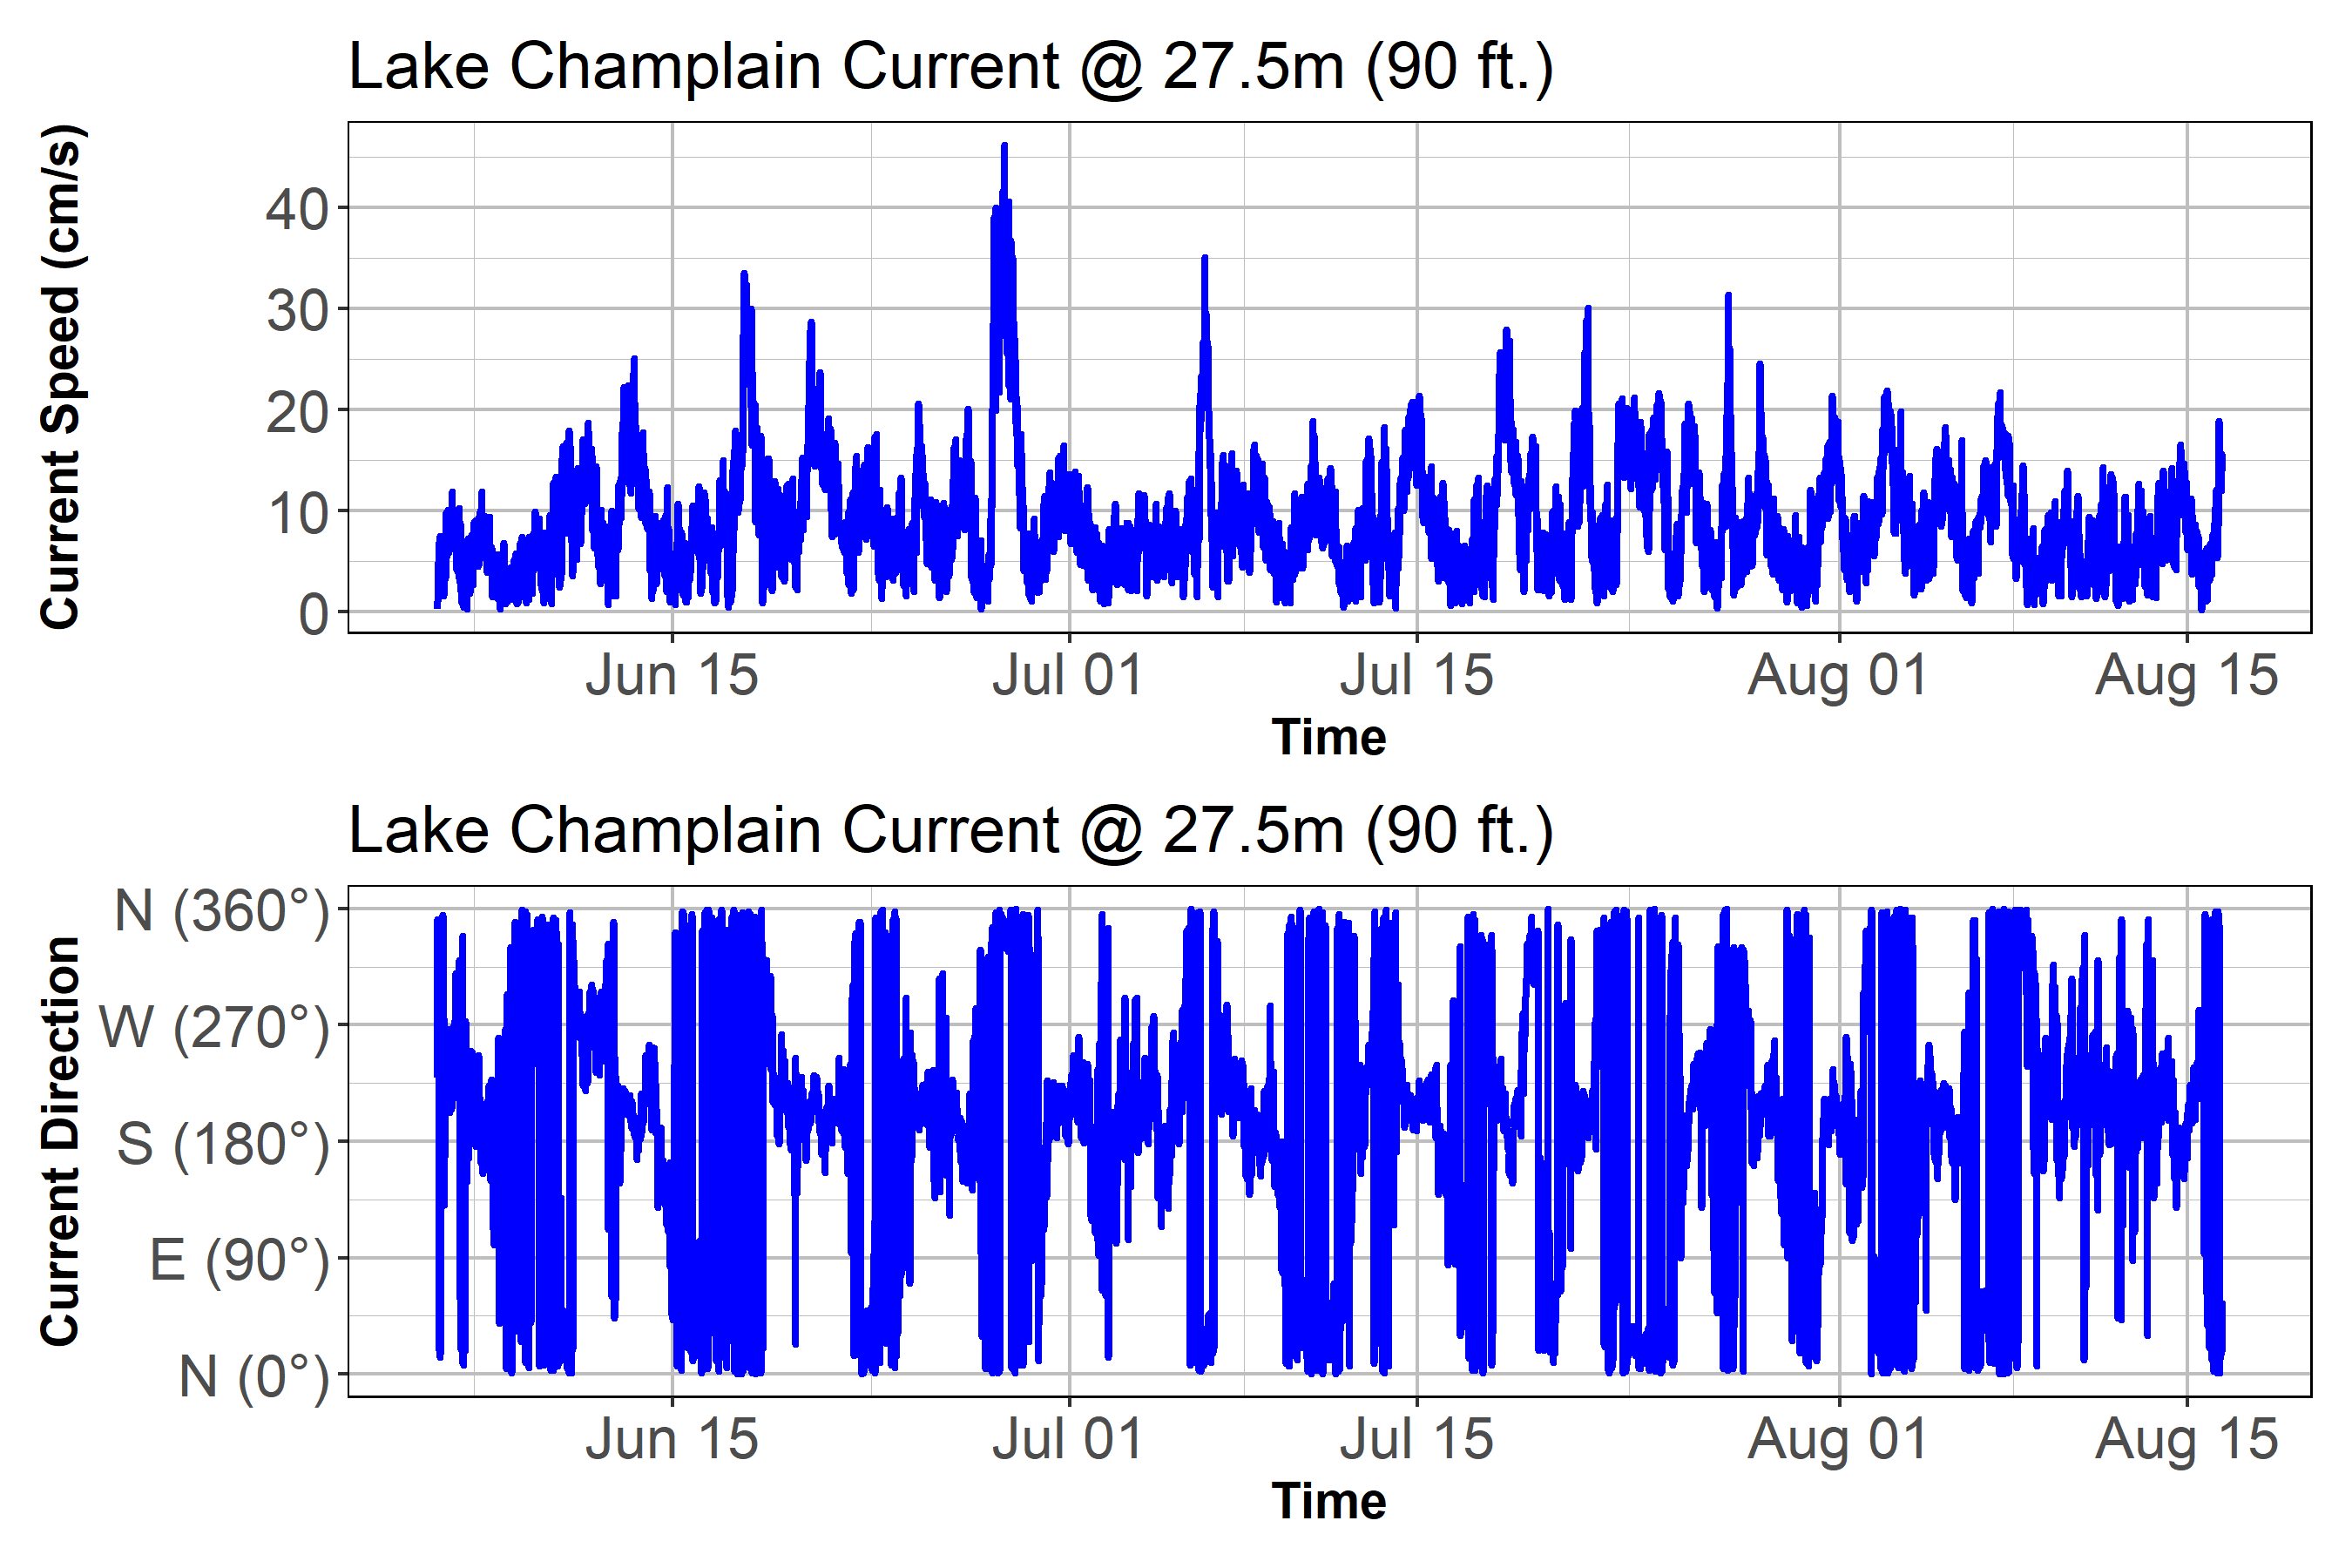 Lake Champlain Current @ 27.5m (90 ft.)
Current Speed (cm/s)
40
30
20
10
0
Jun 15
Jul 01
Jul 15
Aug 01
Aug 15
Time
Lake Champlain Current @ 27.5m (90 ft.)
Current Direction
N (360°)
W (270°)
S (180°)
E (90°)
N (0°)
Jun 15
Jul 01
Jul 15
Aug 01
Aug 15
Time